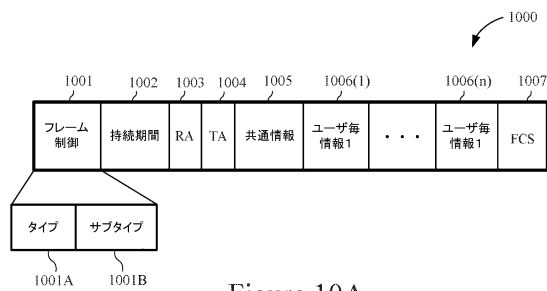 1000
1001
1002
1003
1004
1005
1006(1)
1006(n)
1007
フレーム
制御
持続期間
RA
TA
共通情報
ユーザ毎
情報1
・・・
ユーザ毎
情報1
FCS
タイプ
サブタイプ
1001A
1001B
Figure 10A